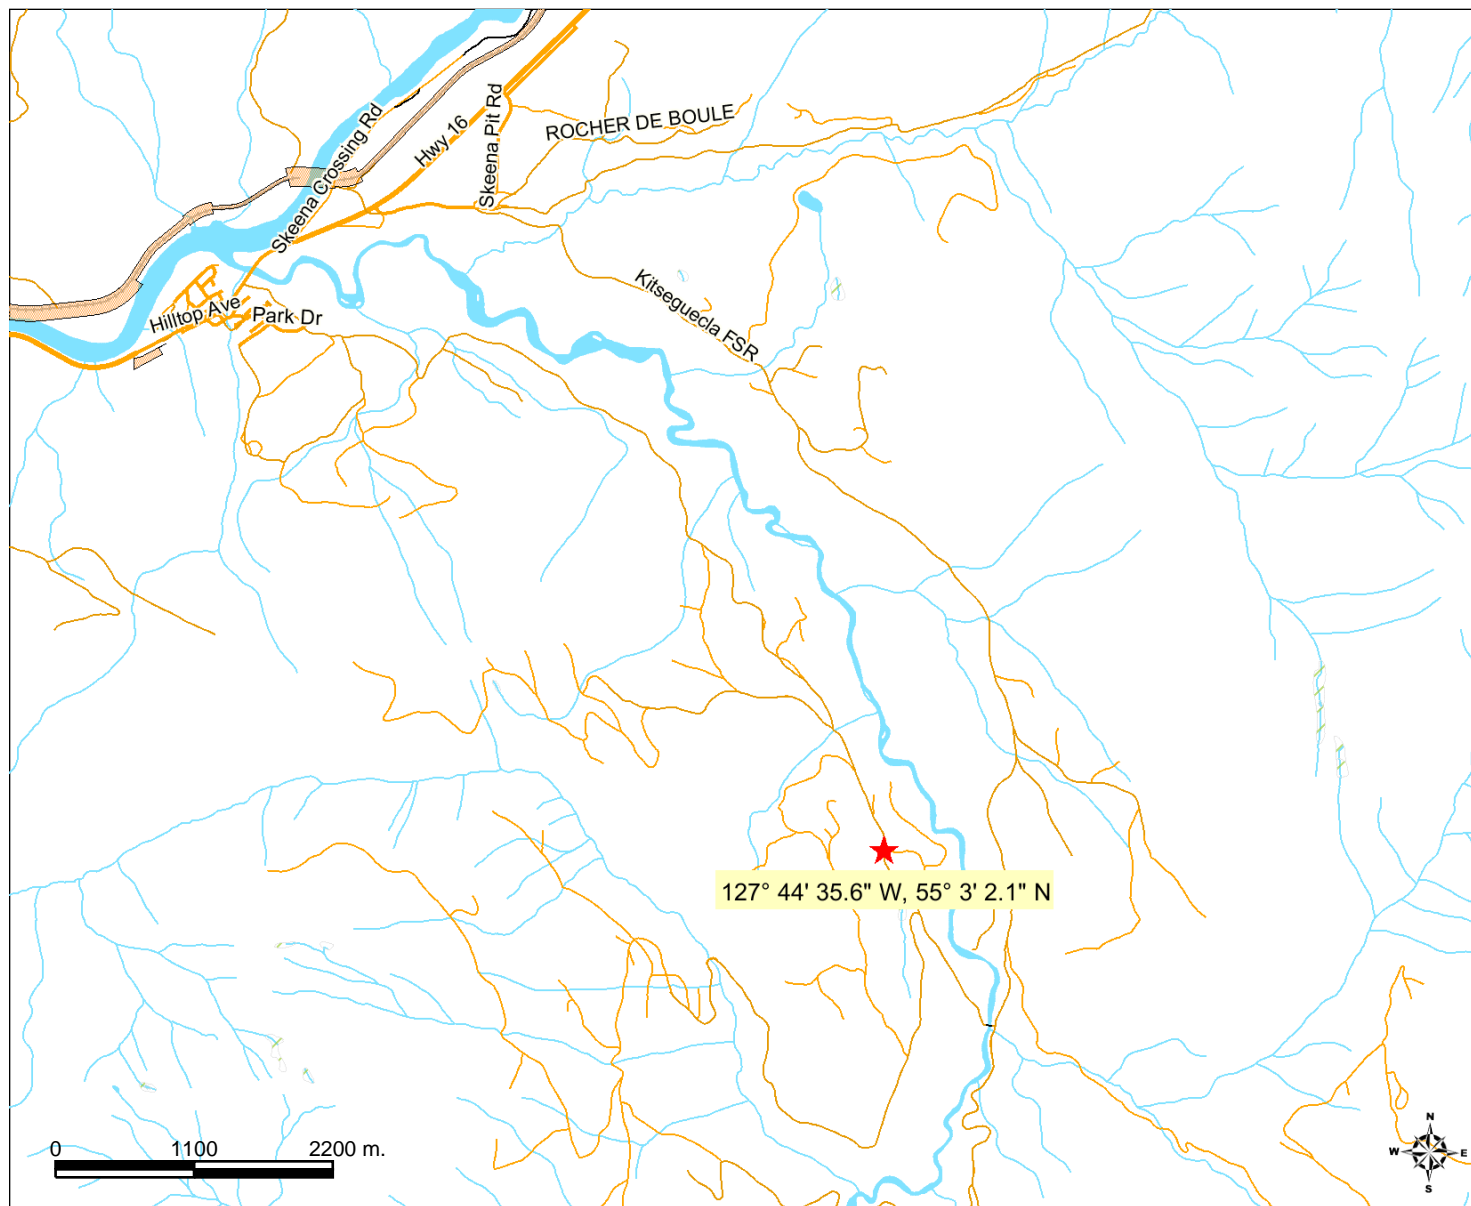 Skeena Crossing Rd
Hwy 16
Skeena Pit Rd
ROCHER DE BOULE
Hilltop Ave
Park Dr
Kitseguecla FSR
127° 44' 35.6" W, 55° 3' 2.1" N
0 1100 2200 m.
N
W E
S